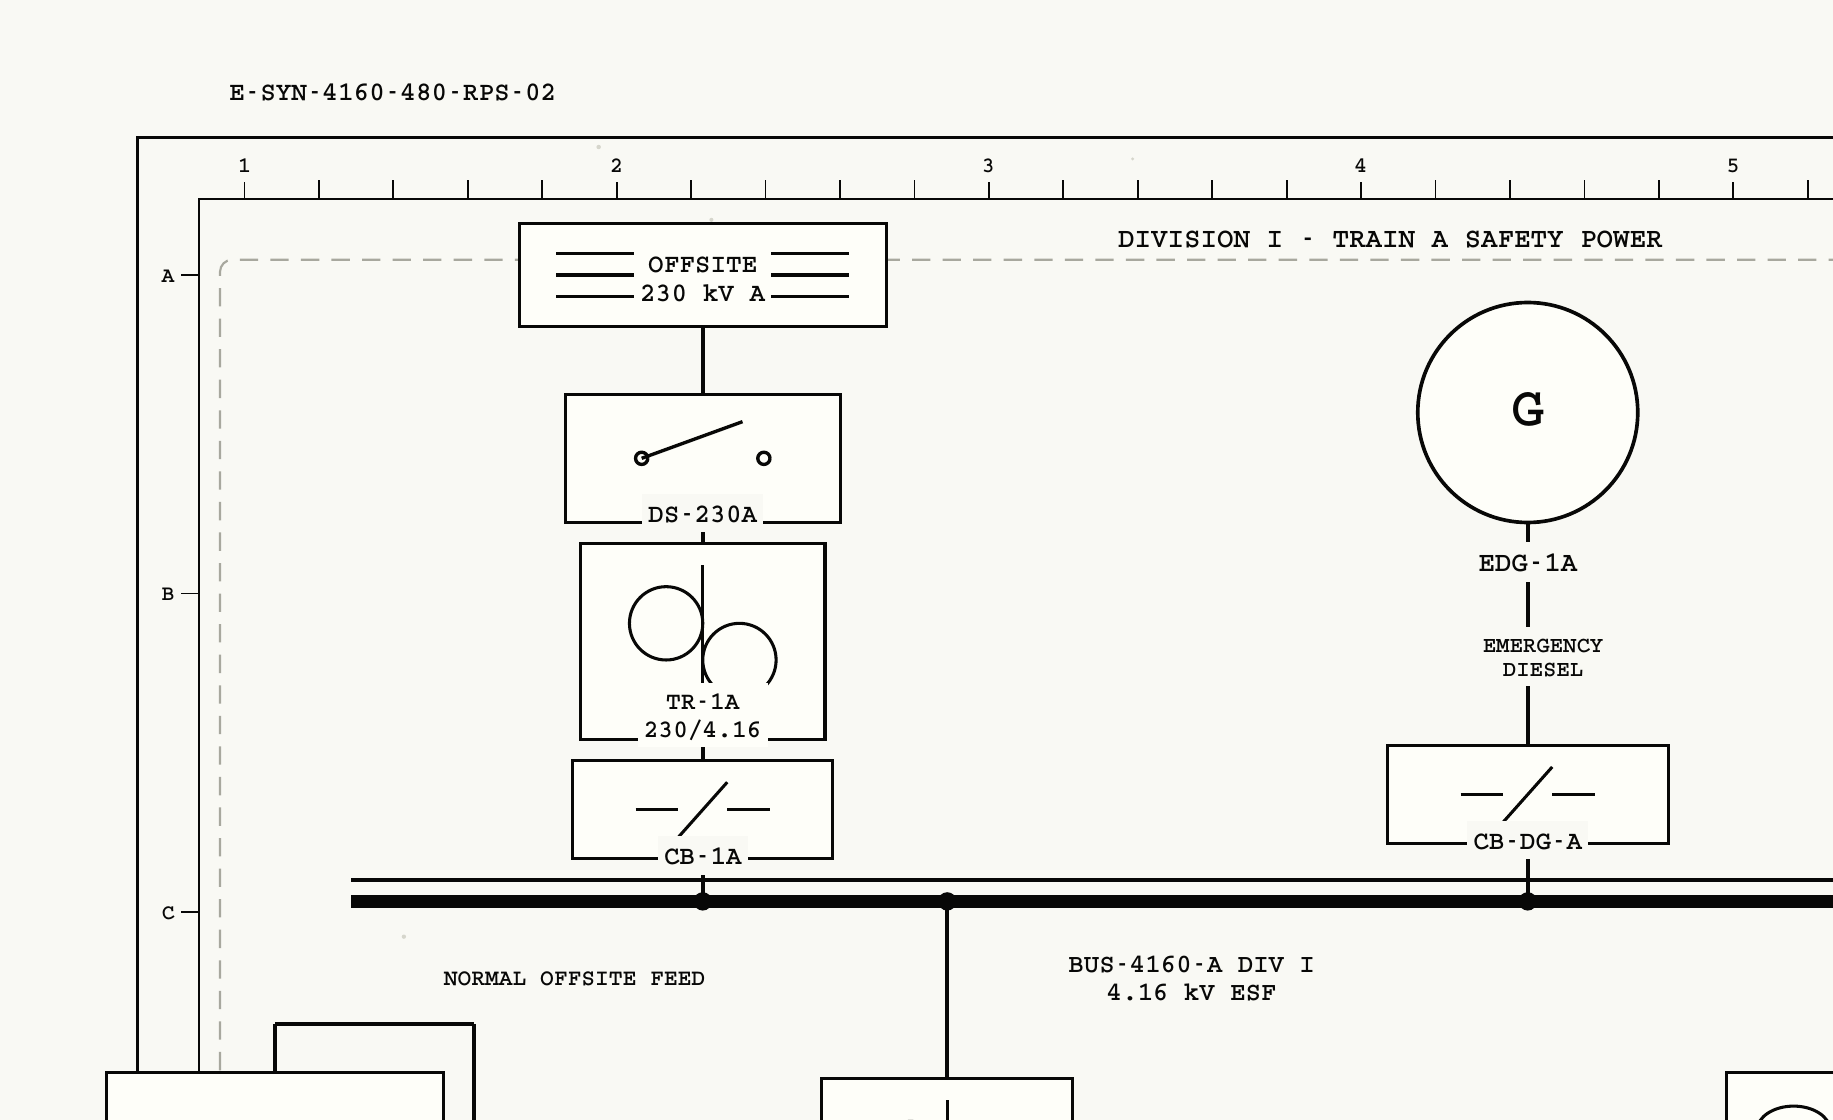 E-SYN-4160-480-RPS-02
1 2 3 4 5
DIVISION I - TRAIN A SAFETY POWER
A
OFFSITE
230 kV A
G
DS-230A
EDG-1A
B
EMERGENCY
DIESEL
TR-1A
230/4.16
CB-DG-A
CB-1A
C
BUS-4160-A DIV I
4.16 kV ESF
NORMAL OFFSITE FEED